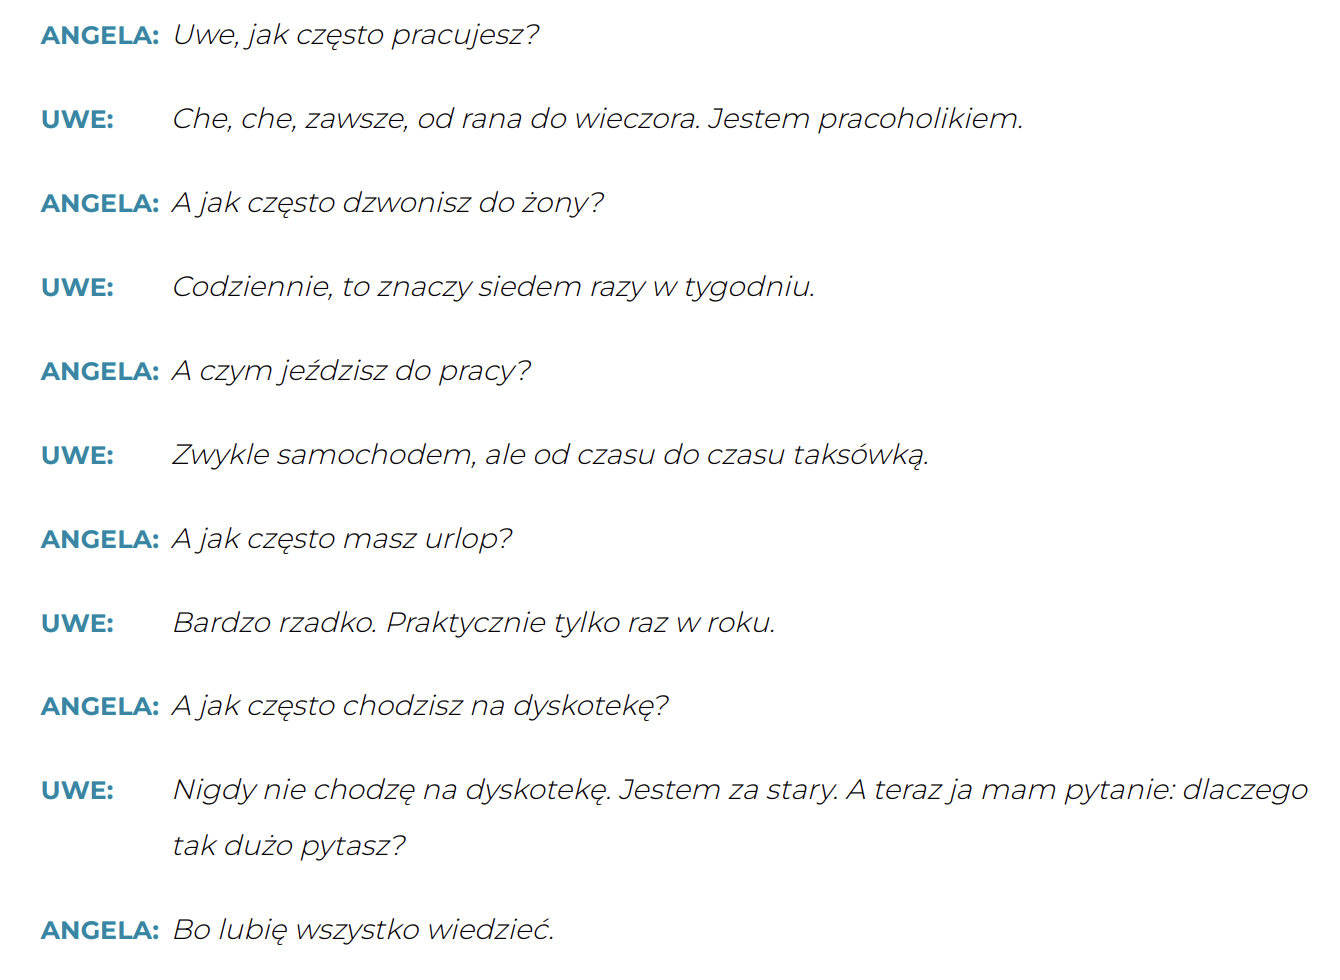 ANGELA: Uwe, jak często pracujesz?
UWE: Che, che, zawsze, od rana do wieczora. Jestem pracoholikiem.
ANGELA: A jak często dzwonisz do żony?
UWE: Codziennie, to znaczy siedem razy w tygodniu.
ANGELA: A czym jeździsz do pracy?
UWE: Zwykle samochodem, ale od czasu do czasu taksówką.
ANGELA: A jak często masz urlop?
UWE: Bardzo rzadko. Praktycznie tylko raz w roku.
ANGELA: A jak często chodzisz na dyskotekę?
UWE: Nigdy nie chodzę na dyskotekę. Jestem za stary. A teraz ja mam pytanie: dlaczego
tak dużo pytasz?
ANGELA: Bo lubię wszystko wiedzieć.